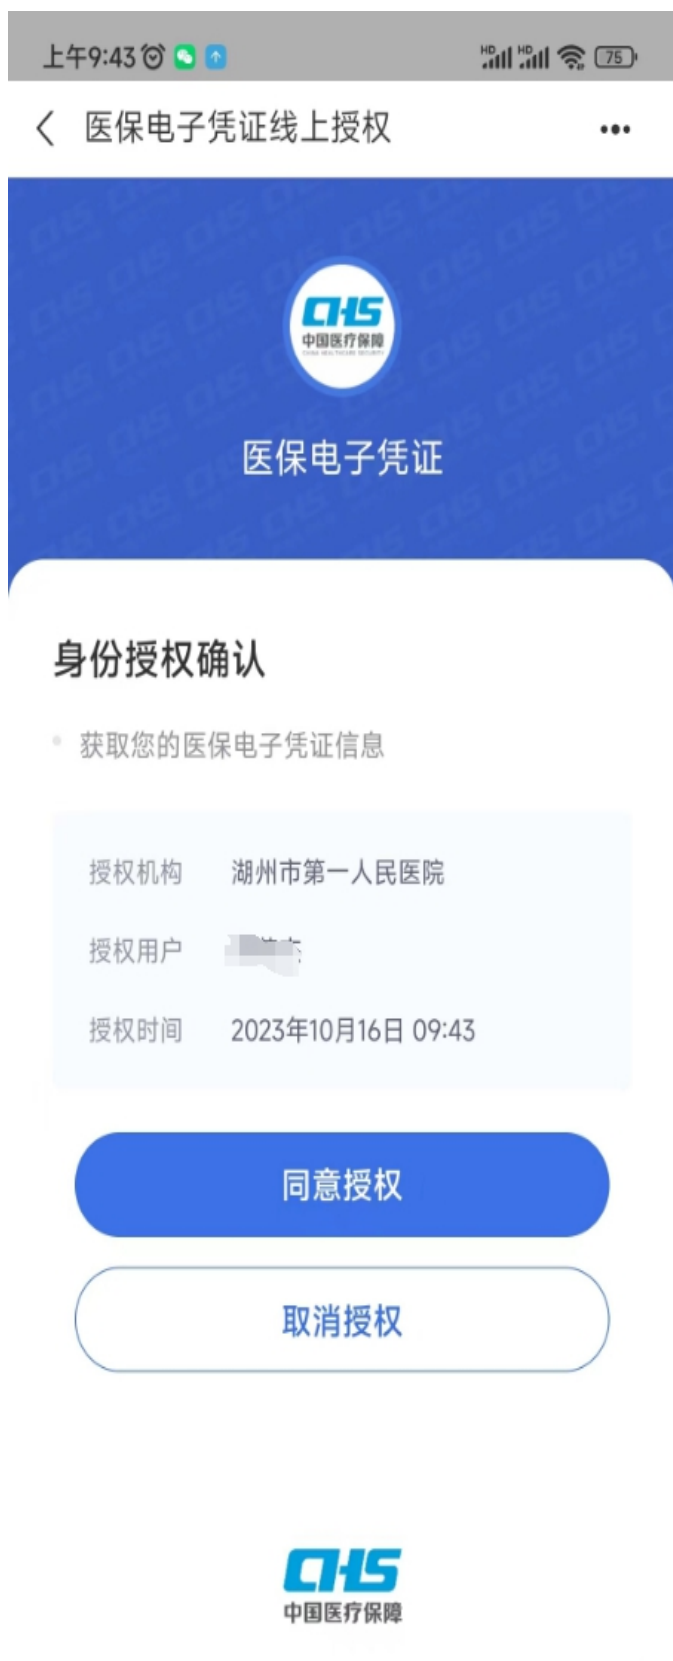 上午9:43
HD HD 75
医保电子凭证线上授权
CHS
中国医疗保障
CHINA HEALTHCARE SECURITY
医保电子凭证
身份授权确认
获取您的医保电子凭证信息
授权机构 湖州市第一人民医院
授权用户
授权时间 2023年10月16日 09:43
同意授权
取消授权
CHS
中国医疗保障